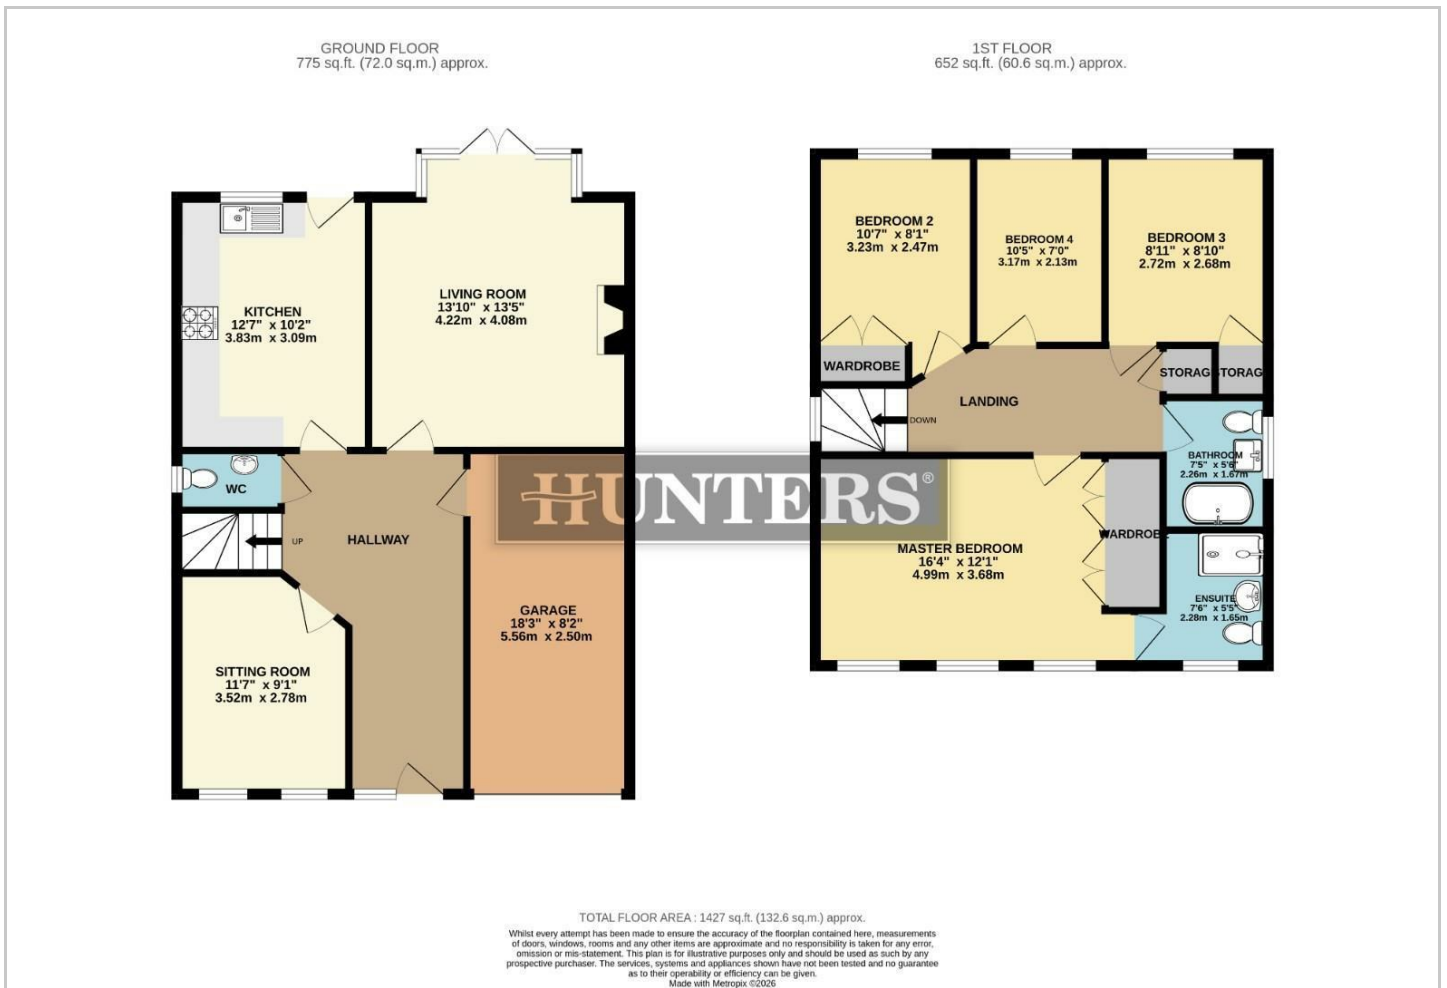 GROUND FLOOR
775 sq.ft. (72.0 sq.m.) approx.
1ST FLOOR
652 sq.ft. (60.6 sq.m.) approx.
KITCHEN
12'7" x 10'2"
3.83m x 3.09m
LIVING ROOM
13'10" x 13'5"
4.22m x 4.08m
WC
UP
HALLWAY
GARAGE
18'3" x 8'2"
5.56m x 2.50m
SITTING ROOM
11'7" x 9'1"
3.52m x 2.78m
BEDROOM 2
10'7" x 8'1"
3.23m x 2.47m
BEDROOM 4
10'5" x 7'0"
3.17m x 2.13m
BEDROOM 3
8'11" x 8'10"
2.72m x 2.68m
WARDROBE
STORAG
STORAG
LANDING
DOWN
BATHROOM
7'5" x 5'6"
2.26m x 1.67m
HUNTERS®
MASTER BEDROOM
16'4" x 12'1"
4.99m x 3.68m
WARDROBE
ENSUITE
7'6" x 5'5"
2.28m x 1.65m
TOTAL FLOOR AREA : 1427 sq.ft. (132.6 sq.m.) approx.
Whilst every attempt has been made to ensure the accuracy of the floorplan contained here, measurements
of doors, windows, rooms and any other items are approximate and no responsibility is taken for any error,
omission or mis-statement. This plan is for illustrative purposes only and should be used as such by any
prospective purchaser. The services, systems and appliances shown have not been tested and no guarantee
as to their operability or efficiency can be given.
Made with Metropix ©2026